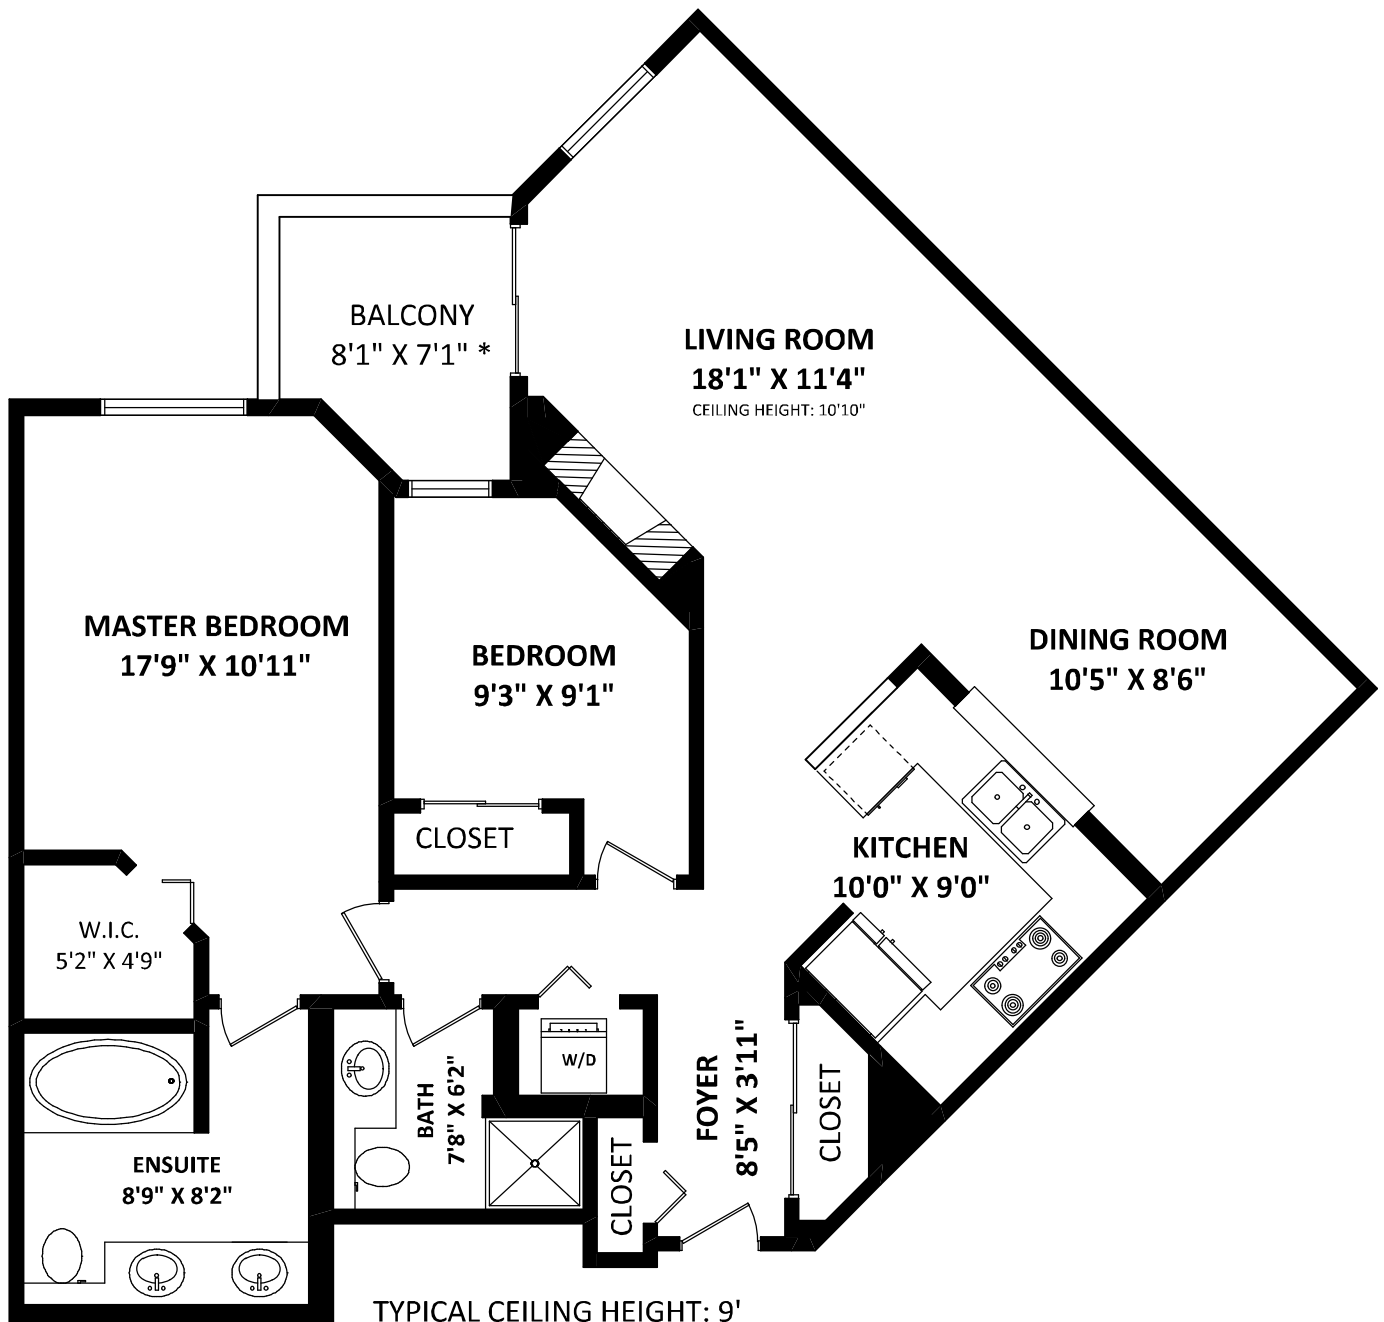 BALCONY
8'1" X 7'1" *
LIVING ROOM
18'1" X 11'4"
CEILING HEIGHT: 10'10"
MASTER BEDROOM
17'9" X 10'11"
BEDROOM
9'3" X 9'1"
DINING ROOM
10'5" X 8'6"
CLOSET
KITCHEN
10'0" X 9'0"
W.I.C.
5'2" X 4'9"
W/D
BATH
7'8" X 6'2"
FOYER
8'5" X 3'11"
CLOSET
CLOSET
ENSUITE
8'9" X 8'2"
TYPICAL CEILING HEIGHT: 9'